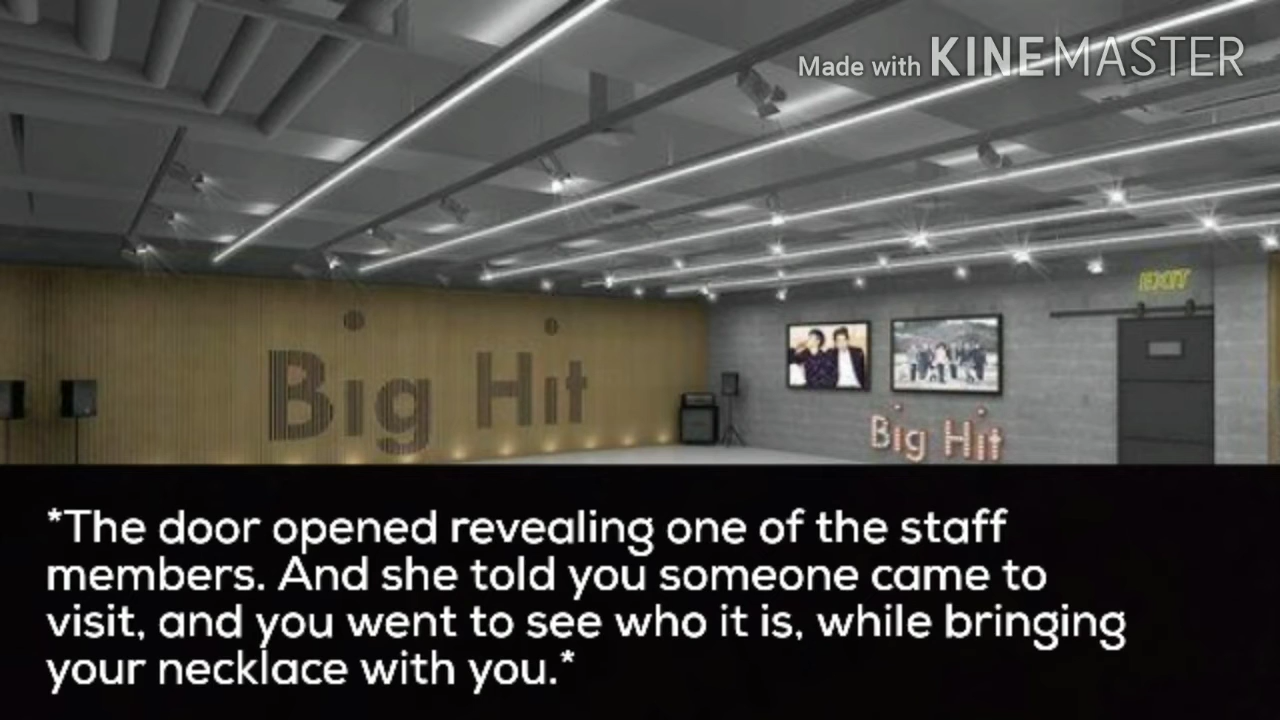 Made with KINEMASTER
EXIT
Big Hit
Big Hit
*The door opened revealing one of the staff
members. And she told you someone came to
visit, and you went to see who it is, while bringing
your necklace with you.*